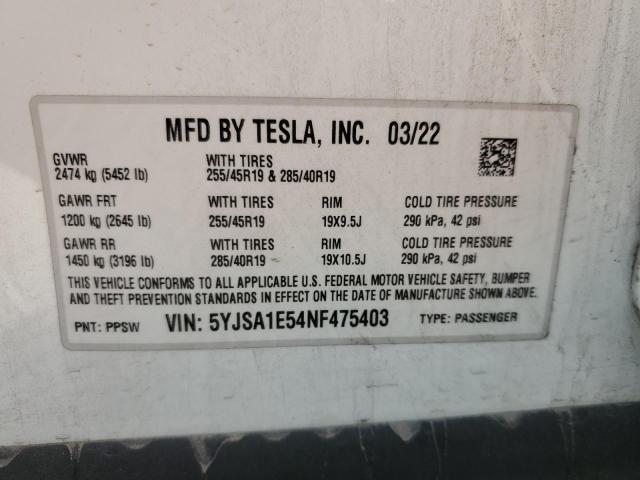 MFD BY TESLA, INC. 03/22
GVWR WITH TIRES
2474 kg (5452 lb) 255/45R19 & 285/40R19
GAWR FRT WITH TIRES RIM COLD TIRE PRESSURE
1200 kg (2645 lb) 255/45R19 19X9.5J 290 kPa, 42 psi
GAWR RR WITH TIRES RIM COLD TIRE PRESSURE
1450 kg (3196 lb) 285/40R19 19X10.5J 290 kPa, 42 psi
THIS VEHICLE CONFORMS TO ALL APPLICABLE U.S. FEDERAL MOTOR VEHICLE SAFETY, BUMPER
AND THEFT PREVENTION STANDARDS IN EFFECT ON THE DATE OF MANUFACTURE SHOWN ABOVE.
PNT: PPSW VIN: 5YJSA1E54NF475403 TYPE: PASSENGER